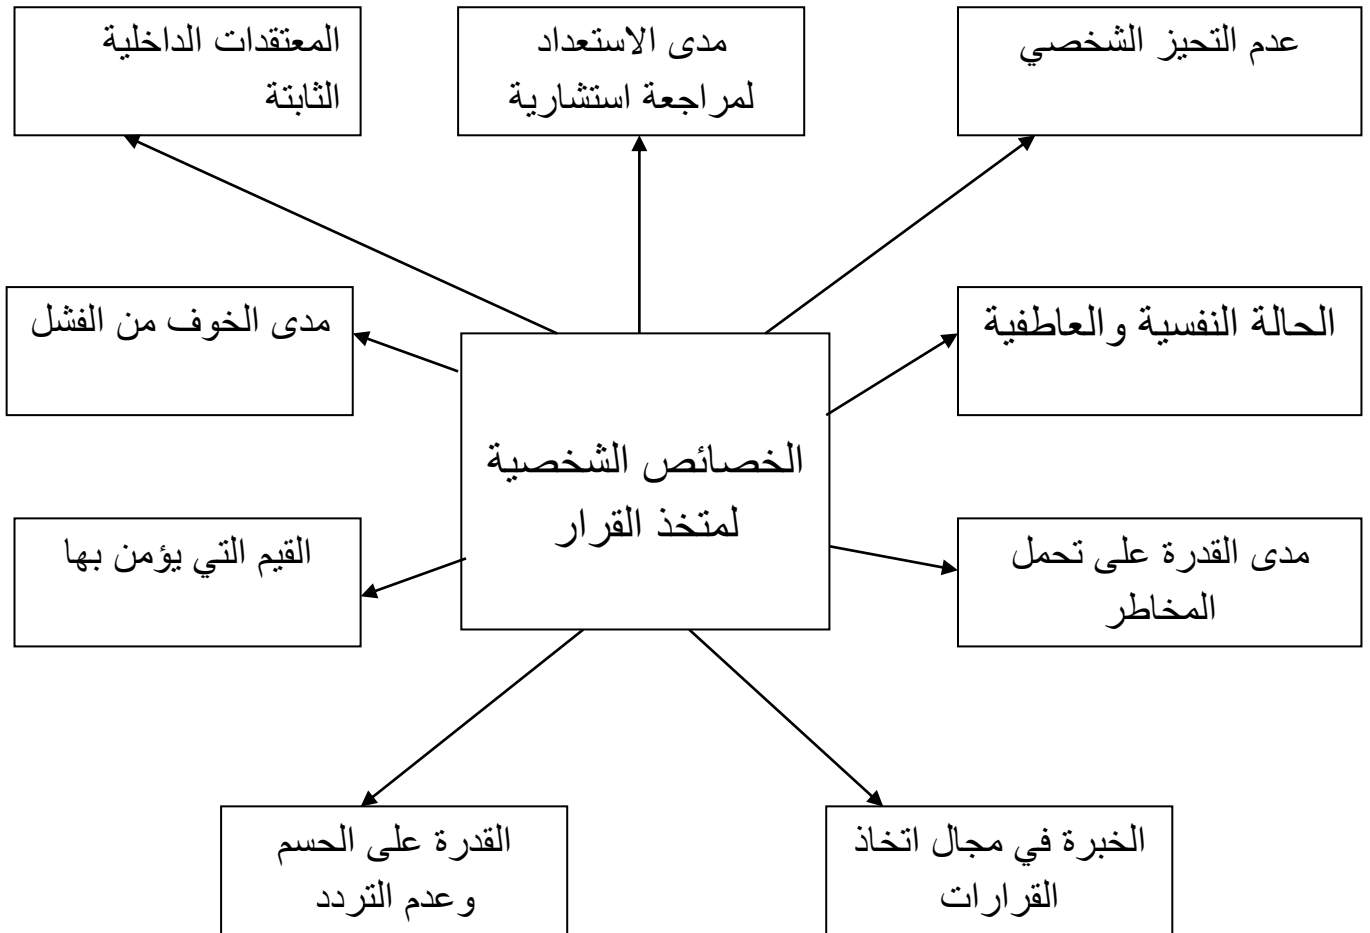 عدم التحيز الشخصي
مدى الاستعداد
لمراجعة استشارية
المعتقدات الداخلية
الثابتة
الحالة النفسية والعاطفية
مدى الخوف من الفشل
الخصائص الشخصية
لمتخذ القرار
مدى القدرة على تحمل
المخاطر
القيم التي يؤمن بها
الخبرة في مجال اتخاذ
القرارات
القدرة على الحسم
وعدم التردد